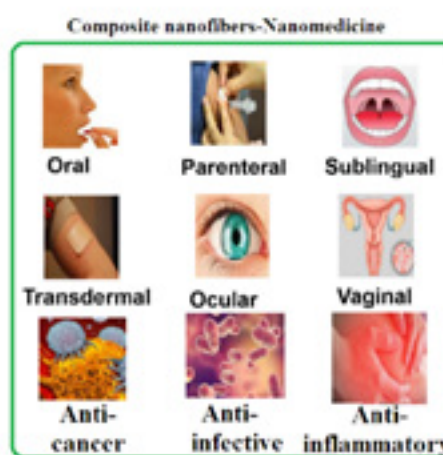 Composite nanofibers-Nanomedicine
Oral Parenteral Sublingual
Transdermal Ocular Vaginal
Anti- Anti- Anti-
cancer infective inflammatory